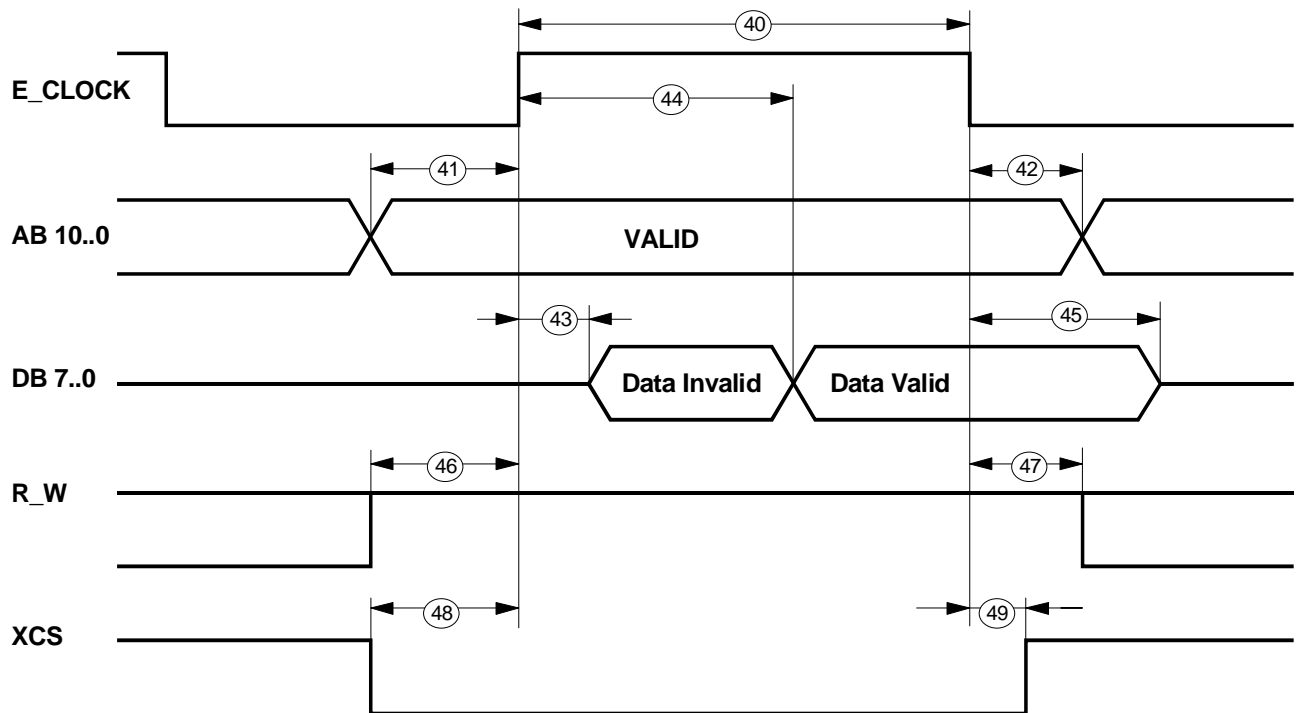 40
E_CLOCK
44
41
42
AB 10..0
VALID
43
45
DB 7..0
Data Invalid
Data Valid
46
47
R_W
48
49
XCS